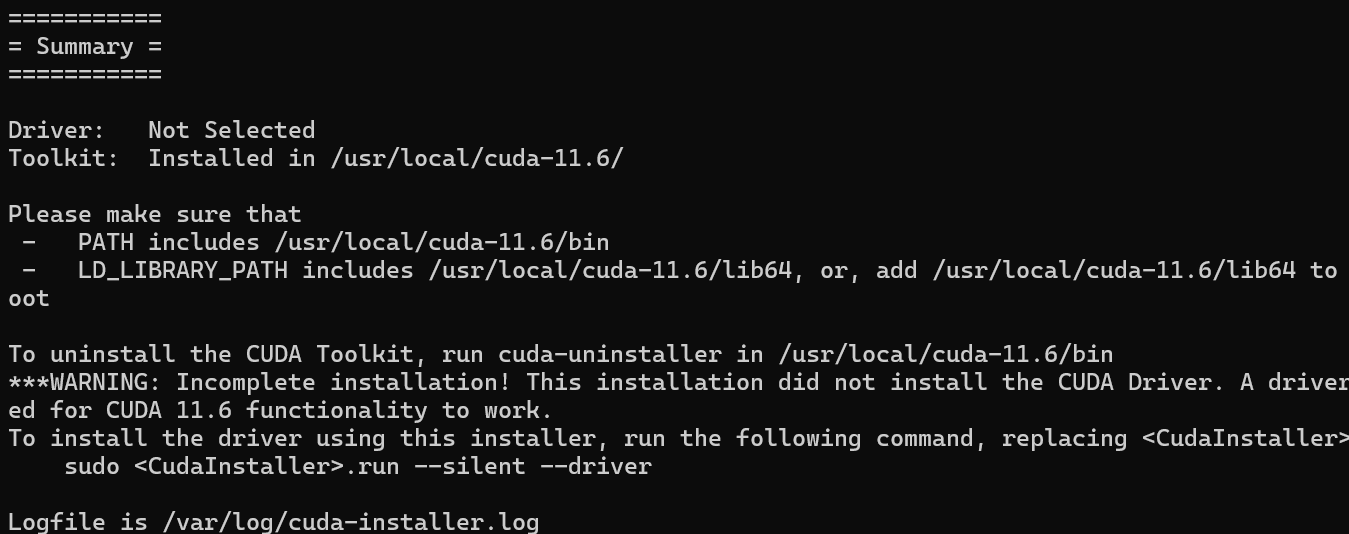 ===========
= Summary =
===========
Driver:   Not Selected
Toolkit:  Installed in /usr/local/cuda-11.6/
Please make sure that
 -   PATH includes /usr/local/cuda-11.6/bin
 -   LD_LIBRARY_PATH includes /usr/local/cuda-11.6/lib64, or, add /usr/local/cuda-11.6/lib64 to
oot
To uninstall the CUDA Toolkit, run cuda-uninstaller in /usr/local/cuda-11.6/bin
***WARNING: Incomplete installation! This installation did not install the CUDA Driver. A driver
ed for CUDA 11.6 functionality to work.
To install the driver using this installer, run the following command, replacing <CudaInstaller>
    sudo <CudaInstaller>.run --silent --driver
Logfile is /var/log/cuda-installer.log